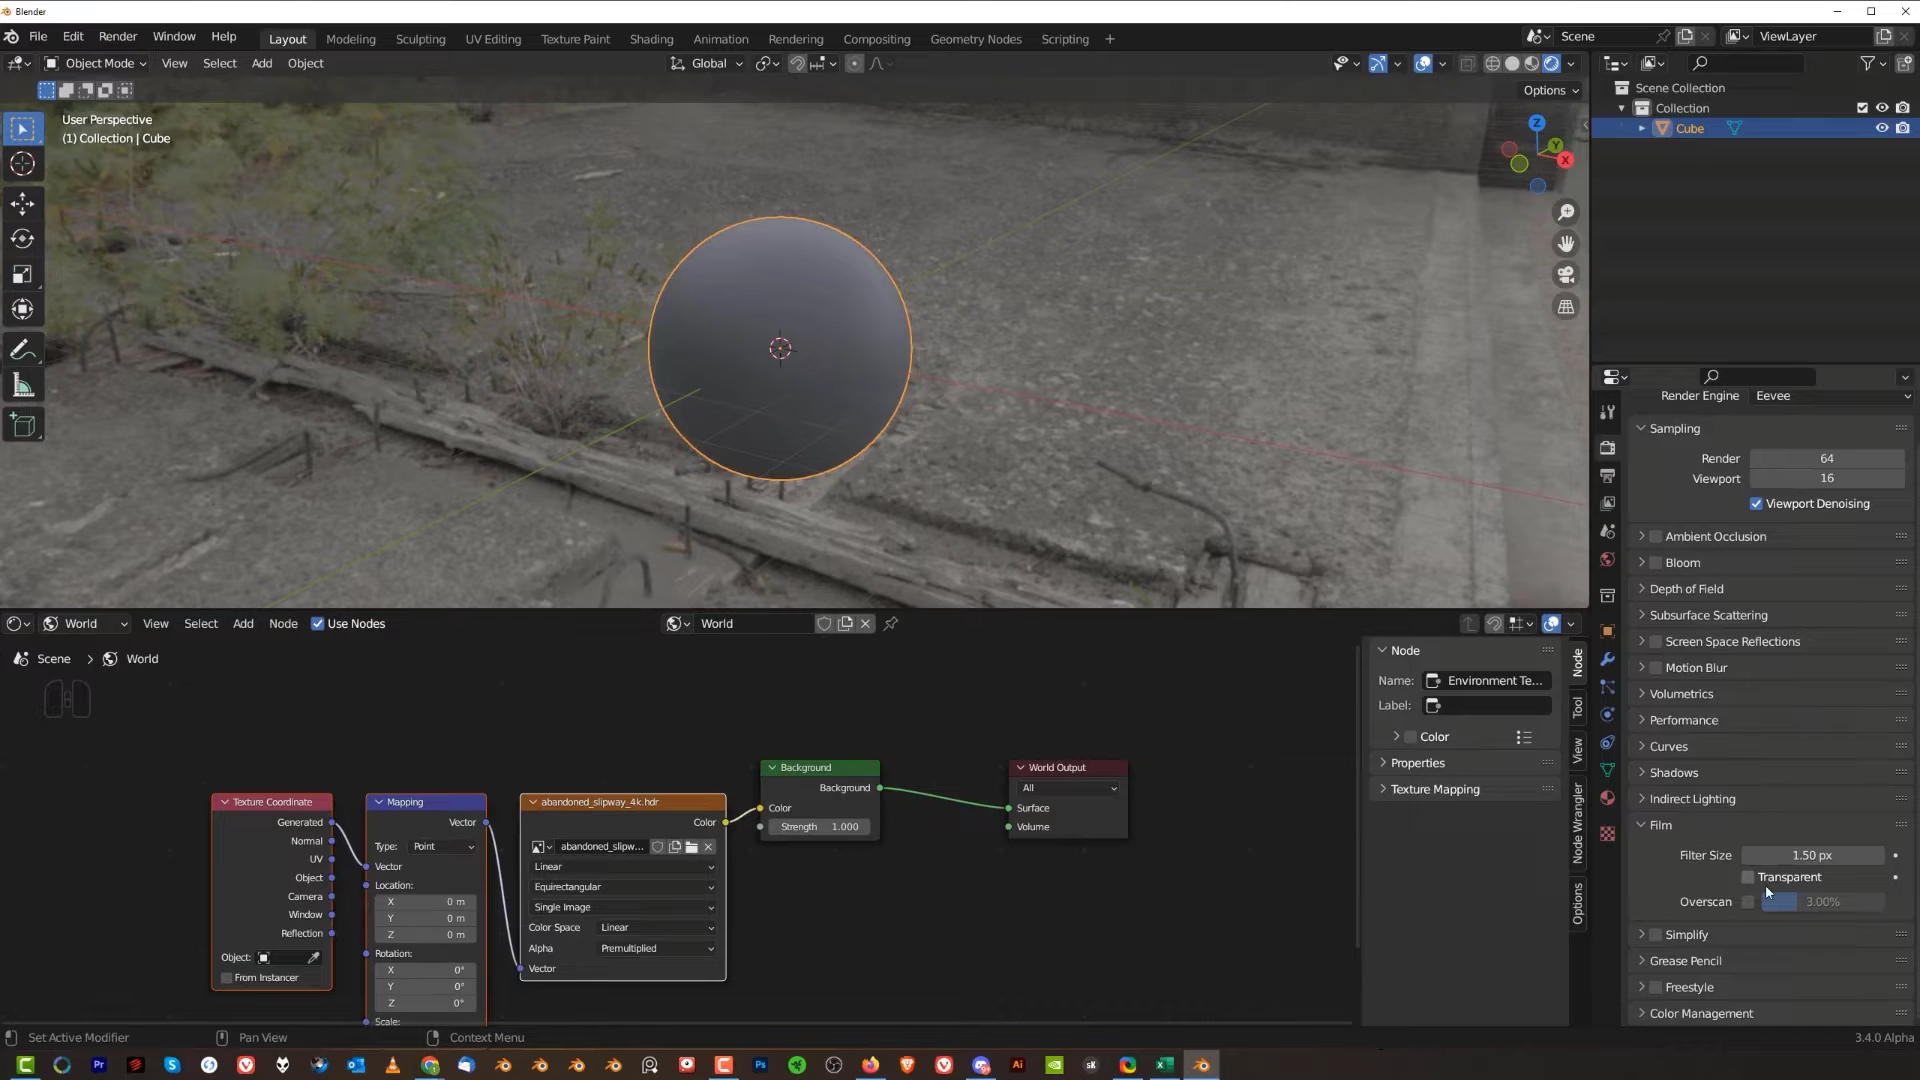 Blender
File Edit Render Window Help Layout Modeling Sculpting UV Editing Texture Paint Shading Animation Rendering Compositing Geometry Nodes Scripting + Scene ViewLayer
Object Mode View Select Add Object Global
Options
User Perspective
(1) Collection | Cube
Z
Y
X
Scene Collection
Collection
Cube
Render Engine Eevee
Sampling
Render 64
Viewport 16
Viewport Denoising
Ambient Occlusion
Bloom
Depth of Field
Subsurface Scattering
Screen Space Reflections
Motion Blur
Volumetrics
Performance
Curves
Shadows
Indirect Lighting
Film
Filter Size 1.50 px
Transparent
Overscan 3.00%
Simplify
Grease Pencil
Freestyle
Color Management
World View Select Add Node Use Nodes World
Scene > World
Texture Coordinate
Generated
Normal
UV
Object
Camera
Window
Reflection
Object:
From Instancer
Mapping
Vector
Type: Point
Vector
Location:
X 0 m
Y 0 m
Z 0 m
Rotation:
X 0°
Y 0°
Z 0°
Scale:
abandoned_slipway_4k.hdr
Color
abandoned_slipw...
Linear
Equirectangular
Single Image
Color Space Linear
Alpha Premultiplied
Vector
Background
Background
Color
Strength 1.000
World Output
All
Surface
Volume
Node
Name: Environment Te...
Label:
Color
Properties
Texture Mapping
Node
Tool
View
Node Wrangler
Options
Set Active Modifier Pan View Context Menu 3.4.0 Alpha
Pr Ps Ai sK